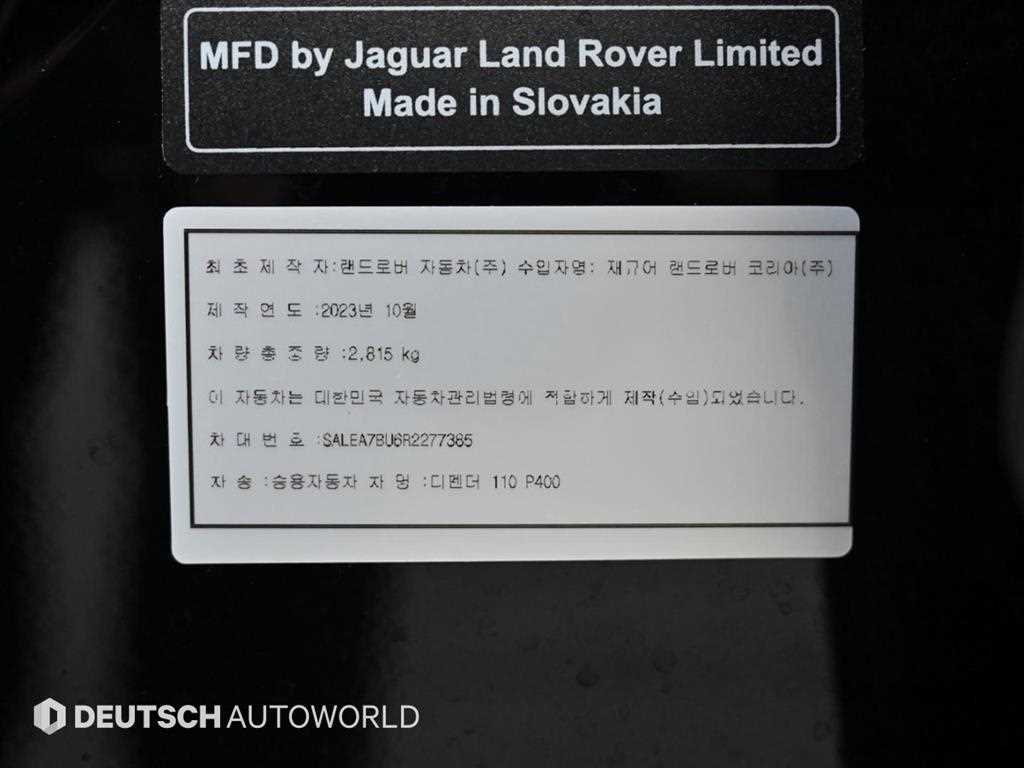 MFD by Jaguar Land Rover Limited
Made in Slovakia
최 초 제 작 자:랜드로버 자동차(주) 수입자명: 재규어 랜드로버 코리아(주)
제 작 연 도 :2023년 10월
차 량 총 중 량 :2,815 kg
이 자동차는 대한민국 자동차관리법령에 적합하게 제작(수입)되었습니다.
차 대 번 호 :SALEA7BU6R2277365
차 종 :승용자동차 차 명 :디펜더 110 P400
DEUTSCH AUTOWORLD